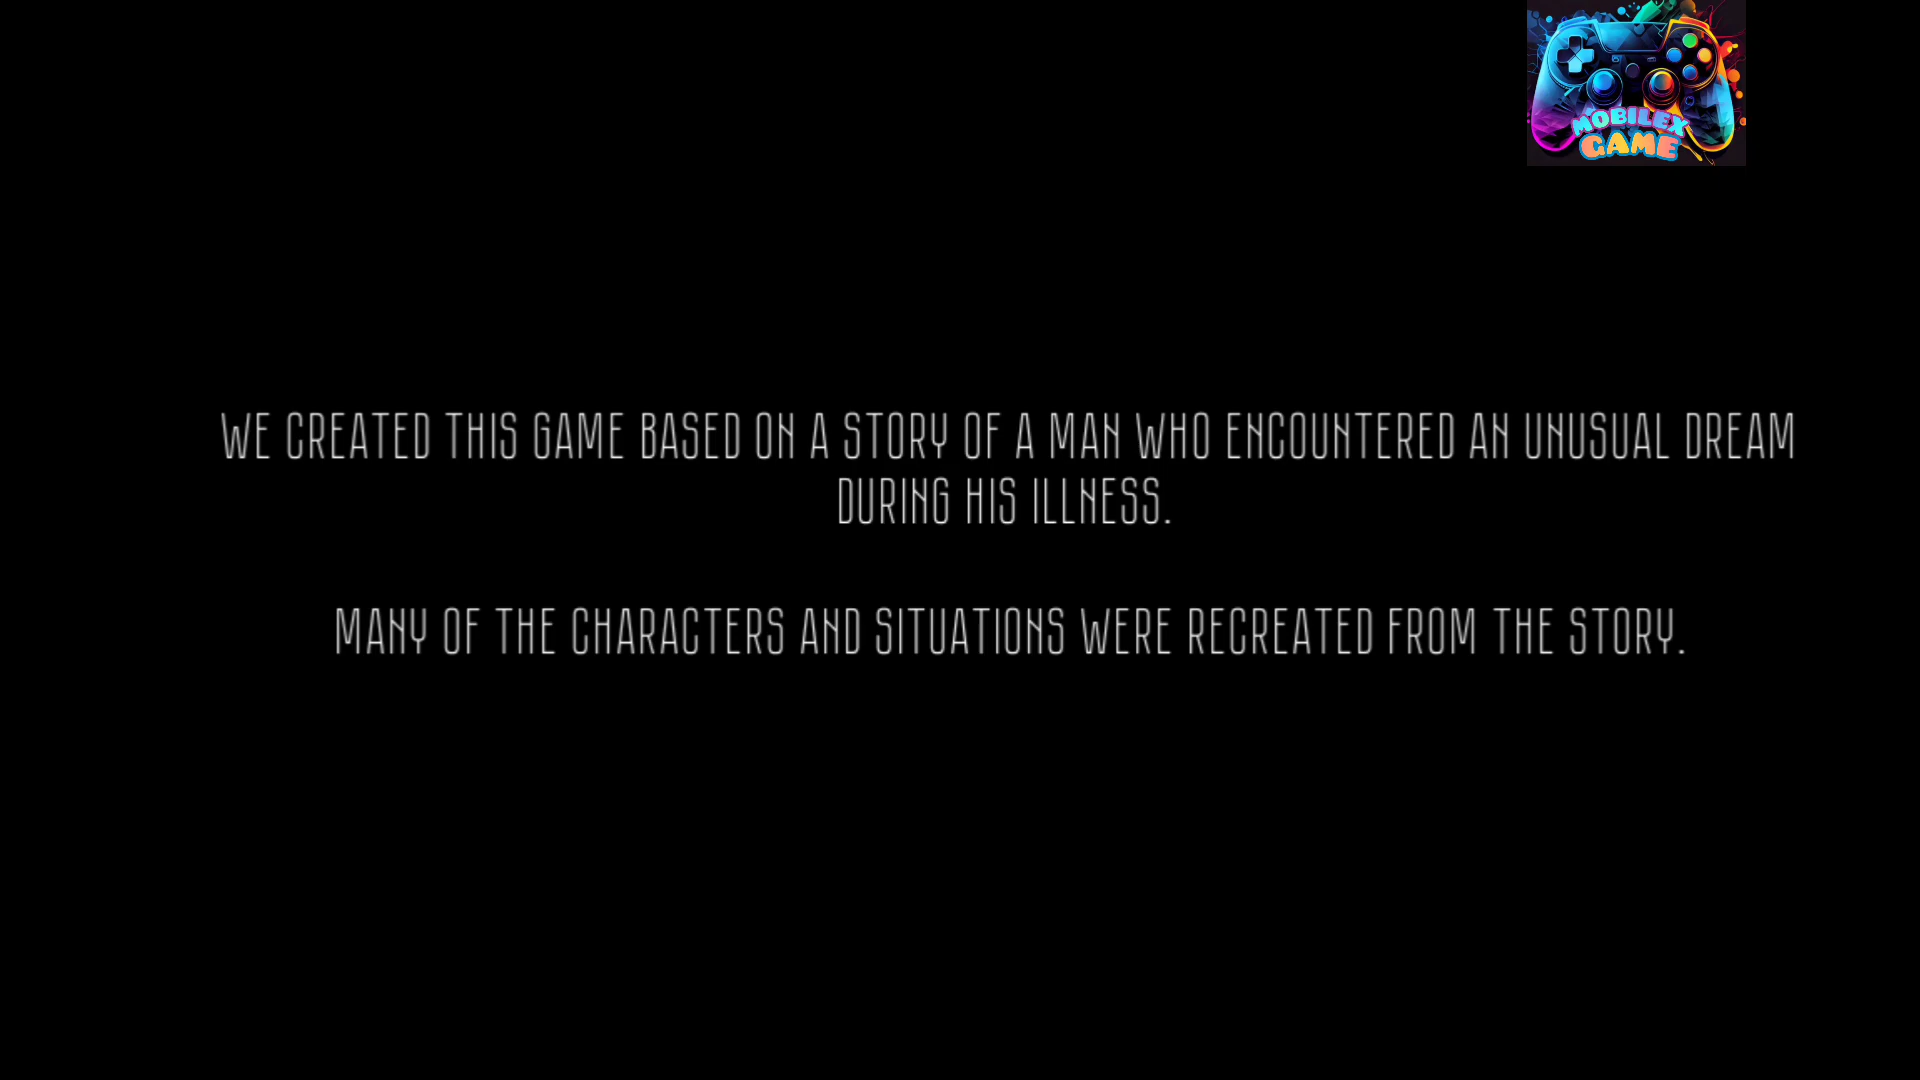 MOBILEX
GAME
WE CREATED THIS GAME BASED ON A STORY OF A MAN WHO ENCOUNTERED AN UNUSUAL DREAM
DURING HIS ILLNESS.
MANY OF THE CHARACTERS AND SITUATIONS WERE RECREATED FROM THE STORY.